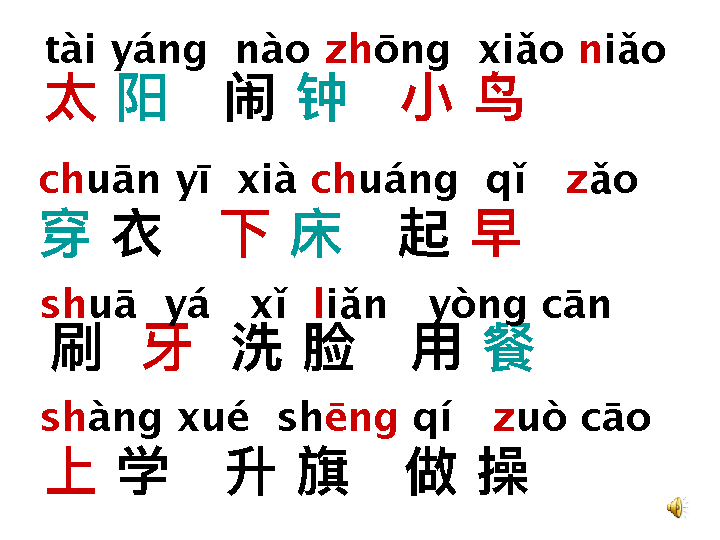 tài yáng nào zhōng xiǎo niǎo
太阳 闹钟 小鸟
chuān yī xià chuáng qǐ zǎo
穿衣 下床 起早
shuā yá xǐ liǎn yòng cān
刷牙 洗脸 用餐
shàng xué shēng qí zuò cāo
上学 升旗 做操